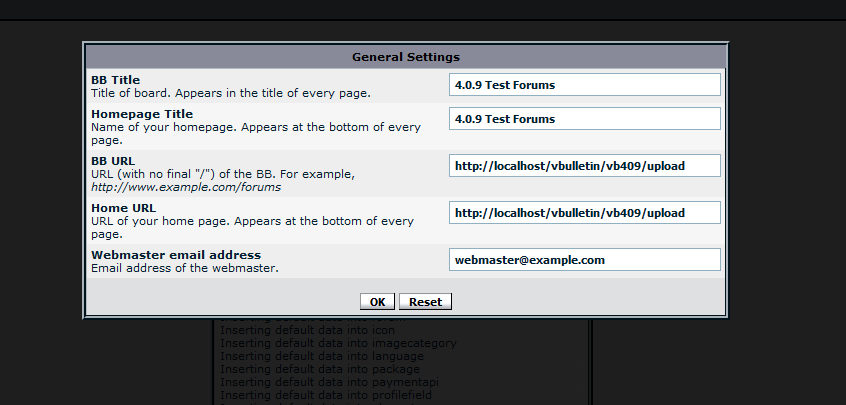 General Settings
BB Title
Title of board. Appears in the title of every page.
4.0.9 Test Forums
Homepage Title
Name of your homepage. Appears at the bottom of every
page.
4.0.9 Test Forums
BB URL
URL (with no final "/") of the BB. For example,
http://www.example.com/forums
http://localhost/vbulletin/vb409/upload
Home URL
URL of your home page. Appears at the bottom of every
page.
http://localhost/vbulletin/vb409/upload
Webmaster email address
Email address of the webmaster.
webmaster@example.com
OK Reset
Inserting default data into icon
Inserting default data into imagecategory
Inserting default data into language
Inserting default data into package
Inserting default data into paymentapi
Inserting default data into profilefield